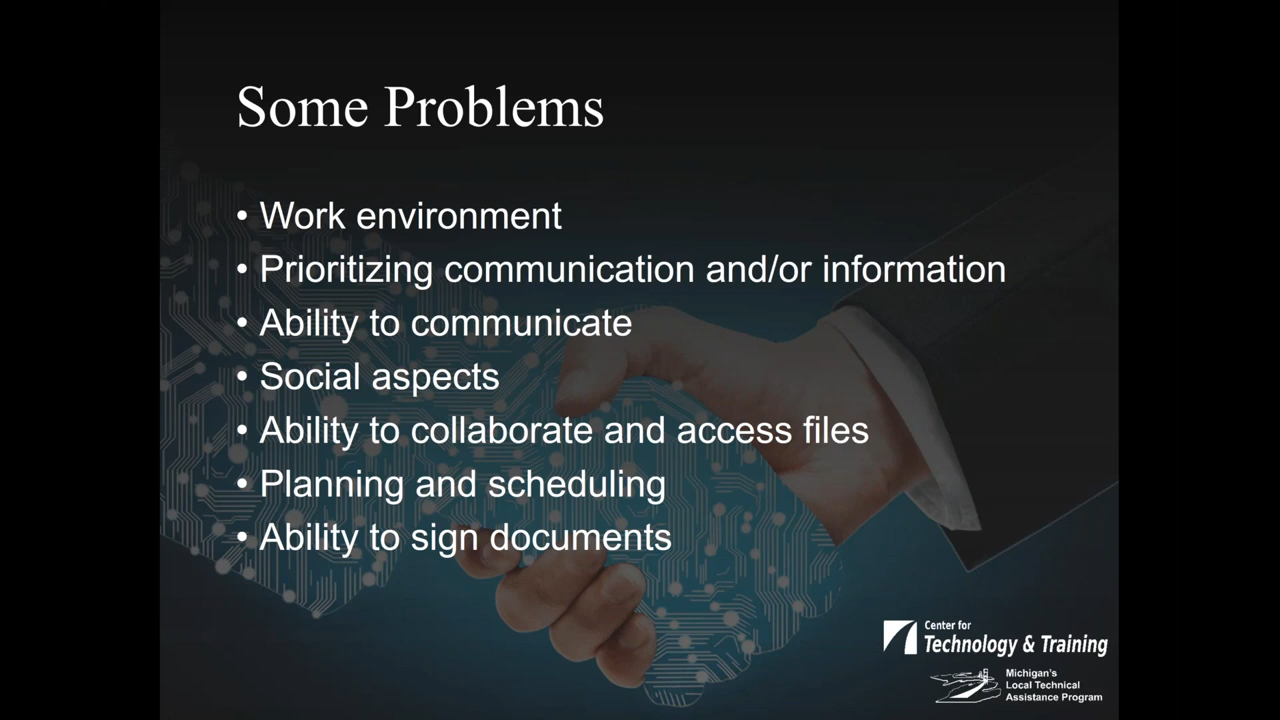 Some Problems
• Work environment
• Prioritizing communication and/or information
• Ability to communicate
• Social aspects
• Ability to collaborate and access files
• Planning and scheduling
• Ability to sign documents
Center for
Technology & Training
Michigan's
Local Technical
Assistance Program